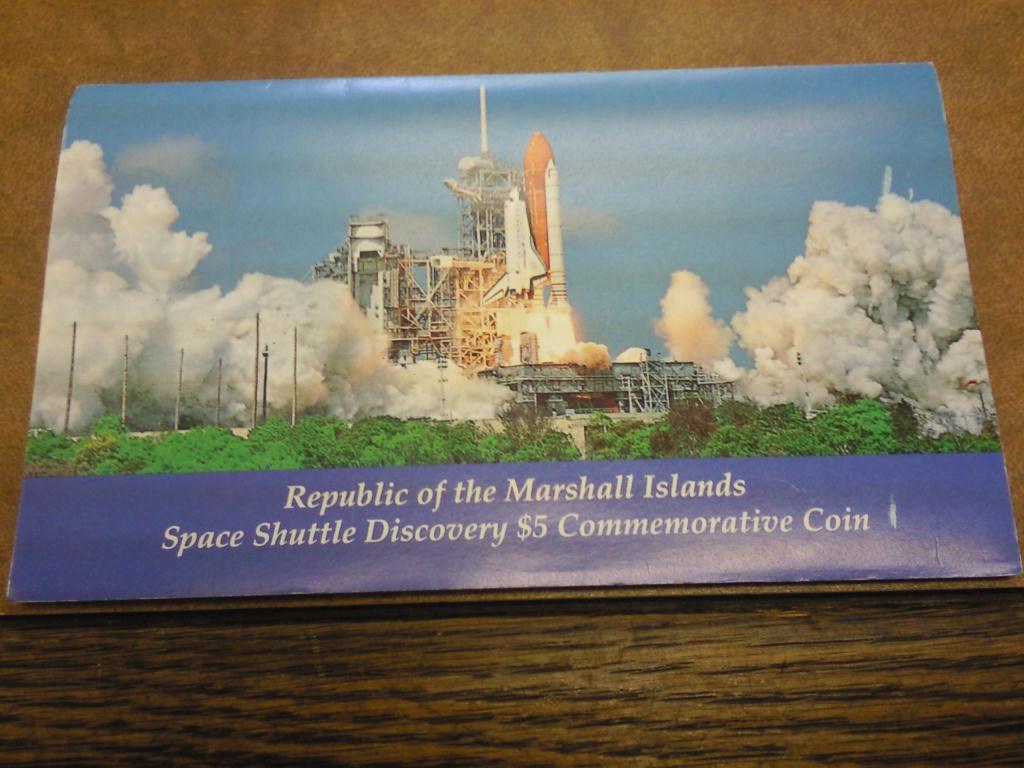 Republic of the Marshall Islands
Space Shuttle Discovery $5 Commemorative Coin